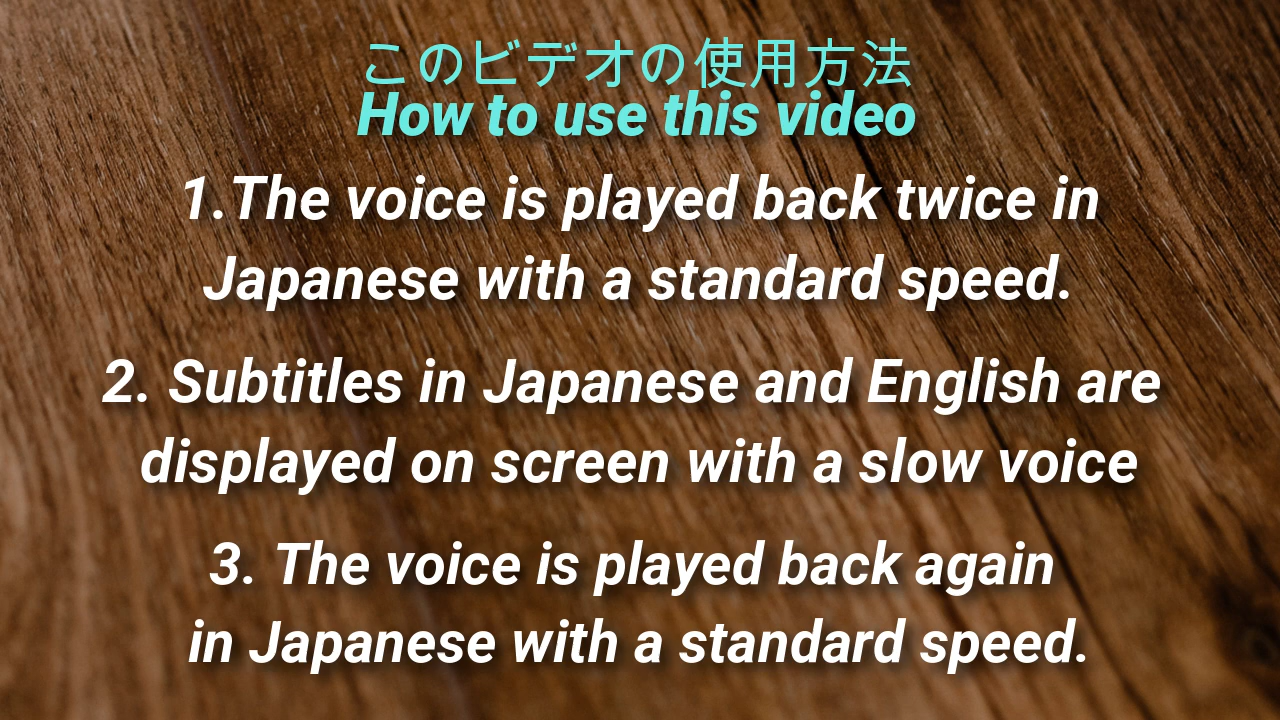 このビデオの使用方法
How to use this video
1.The voice is played back twice in
Japanese with a standard speed.
2. Subtitles in Japanese and English are
displayed on screen with a slow voice
3. The voice is played back again
in Japanese with a standard speed.